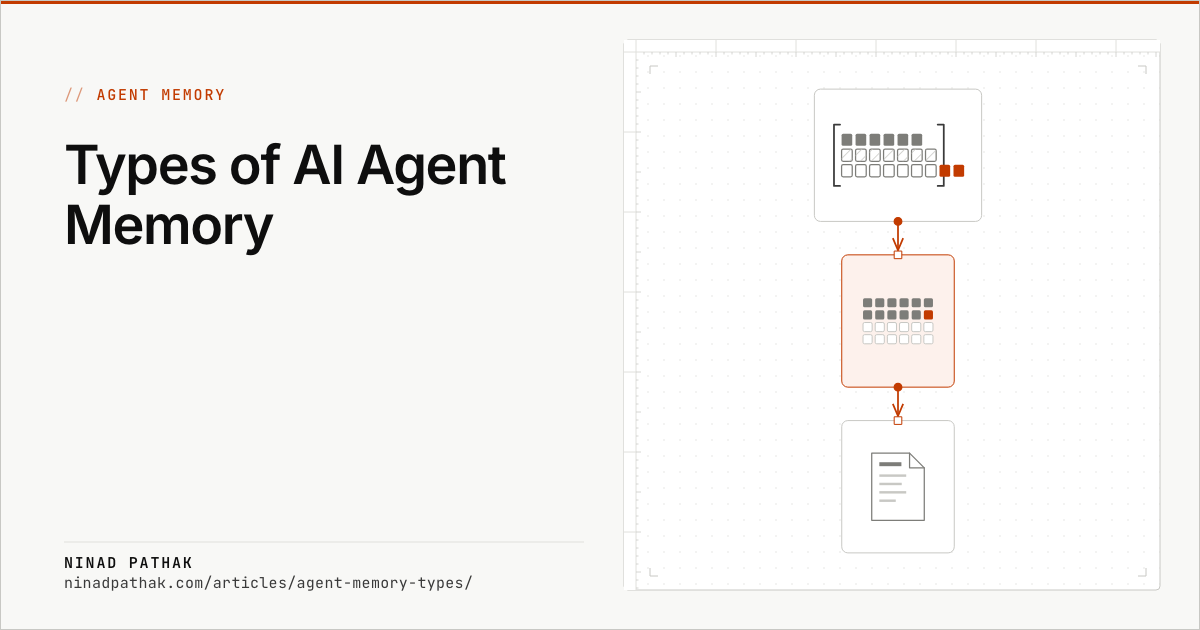 // AGENT MEMORY
Types of AI Agent
Memory
NINAD PATHAK
ninadpathak.com/articles/agent-memory-types/